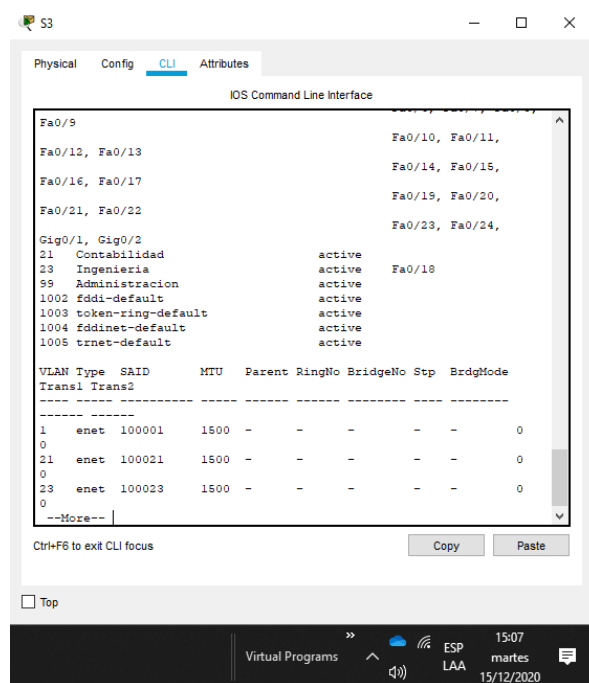 S3
Physical Config CLI Attributes
IOS Command Line Interface
Fa0/9
Fa0/10, Fa0/11,
Fa0/12, Fa0/13
Fa0/14, Fa0/15,
Fa0/16, Fa0/17
Fa0/19, Fa0/20,
Fa0/21, Fa0/22
Fa0/23, Fa0/24,
Gig0/1, Gig0/2
21 Contabilidad active
23 Ingenieria active Fa0/18
99 Administracion active
1002 fddi-default active
1003 token-ring-default active
1004 fddinet-default active
1005 trnet-default active
VLAN Type SAID MTU Parent RingNo BridgeNo Stp BrdgMode
Trans1 Trans2
---- ----- ---------- ----- ------ ------ -------- ---- --------
------ ------
1 enet 100001 1500 - - - - - 0
0
21 enet 100021 1500 - - - - - 0
0
23 enet 100023 1500 - - - - - 0
0
--More--
Ctrl+F6 to exit CLI focus
Copy Paste
Top
Virtual Programs
ESP
LAA
15:07
martes
15/12/2020